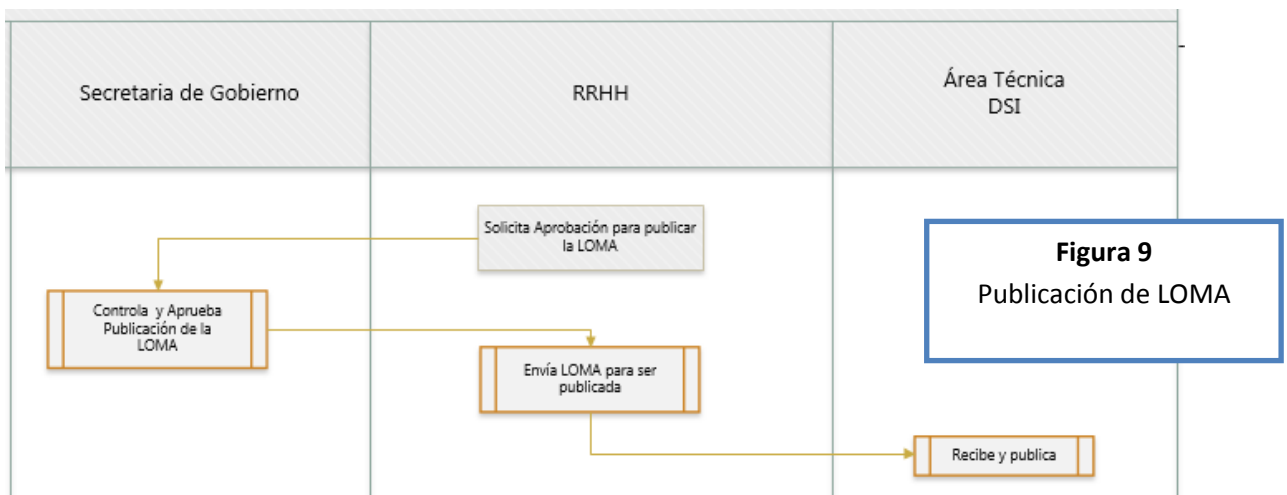 Secretaria de Gobierno
RRHH
Área Técnica
DSI
Solicita Aprobación para publicar
la LOMA
Figura 9
Publicación de LOMA
Controla y Aprueba
Publicación de la
LOMA
Envía LOMA para ser
publicada
Recibe y publica